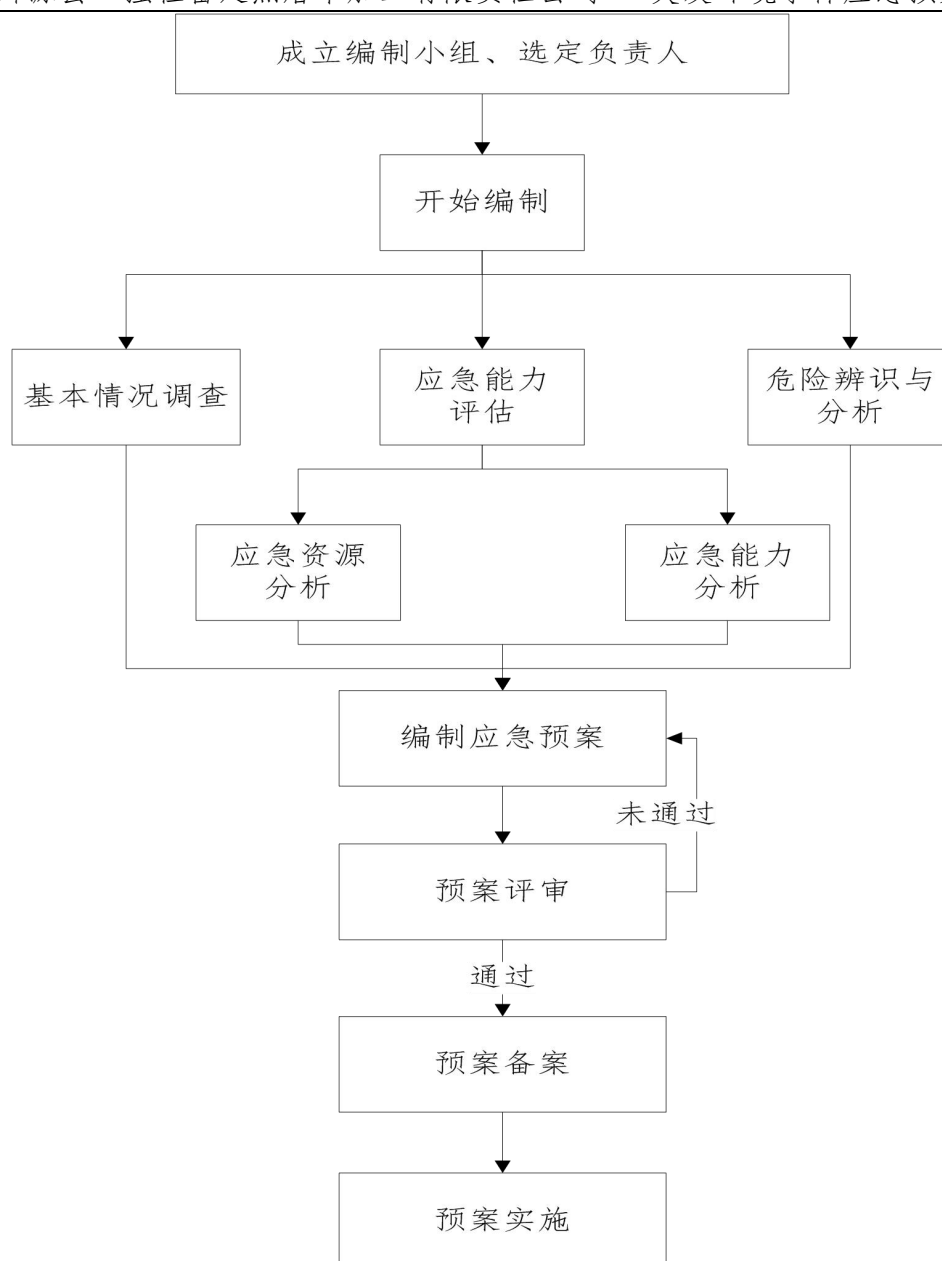 成立编制小组、选定负责人
开始编制
基本情况调查
应急能力
评估
危险辨识与
分析
应急资源
分析
应急能力
分析
编制应急预案
未通过
预案评审
通过
预案备案
预案实施